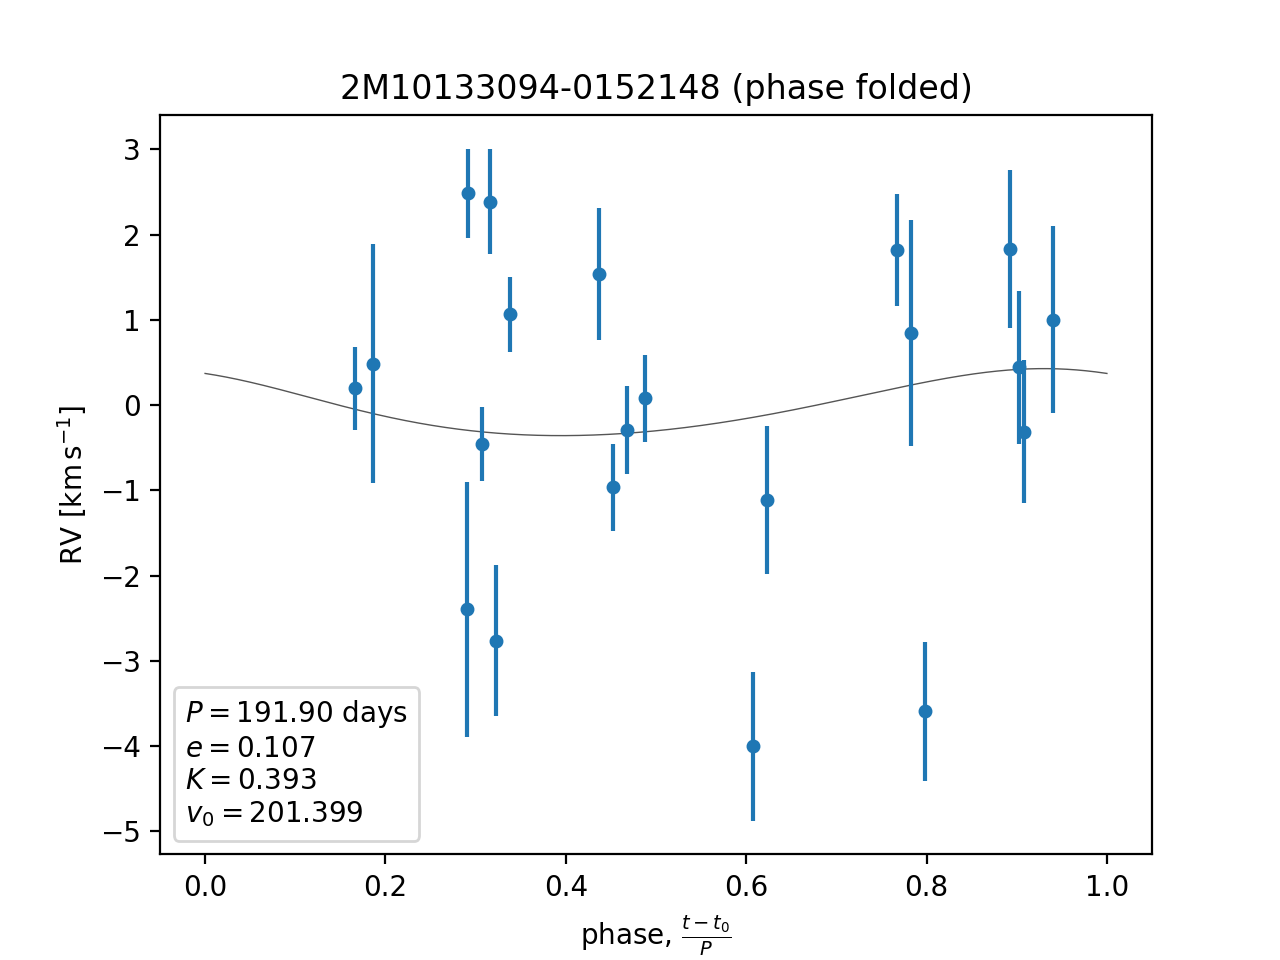 2M10133094-0152148 (phase folded)
3
2
1
0
−1
−2
−3
−4
−5
RV [km s⁻¹]
P = 191.90 days
e = 0.107
K = 0.393
v₀ = 201.399
0.0 0.2 0.4 0.6 0.8 1.0
phase, (t − t₀)/P